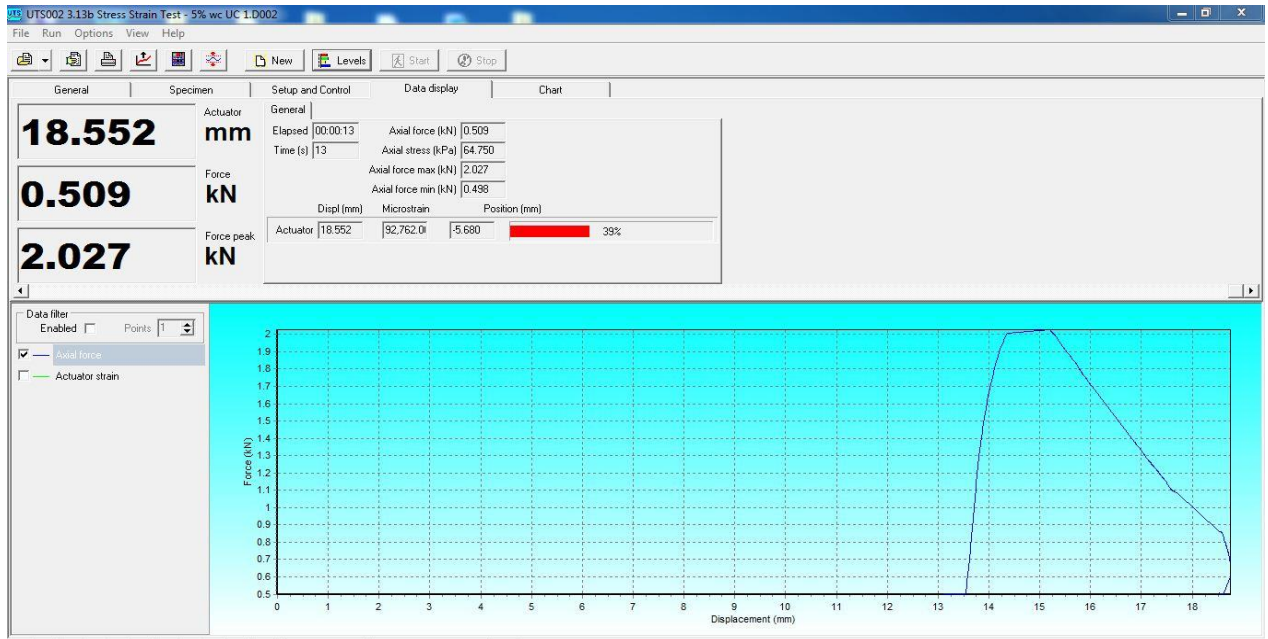 UTS UTS002 3.13b Stress Strain Test - 5% wc UC 1.D002
File Run Options View Help
New Levels Start Stop
General Specimen Setup and Control Data display Chart
18.552 Actuator mm
0.509 Force kN
2.027 Force peak kN
General
Elapsed 00:00:13 Axial force (kN) 0.509
Time (s) 13 Axial stress (kPa) 64.750
Axial force max (kN) 2.027
Axial force min (kN) 0.498
Displ (mm) Microstrain Position (mm)
Actuator 18.552 92,762.0 -5.680 39%
Data filter
Enabled Points 1
Axial force
Actuator strain
Force (kN)
2
1.9
1.8
1.7
1.6
1.5
1.4
1.3
1.2
1.1
1
0.9
0.8
0.7
0.6
0.5
0 1 2 3 4 5 6 7 8 9 10 11 12 13 14 15 16 17 18
Displacement (mm)